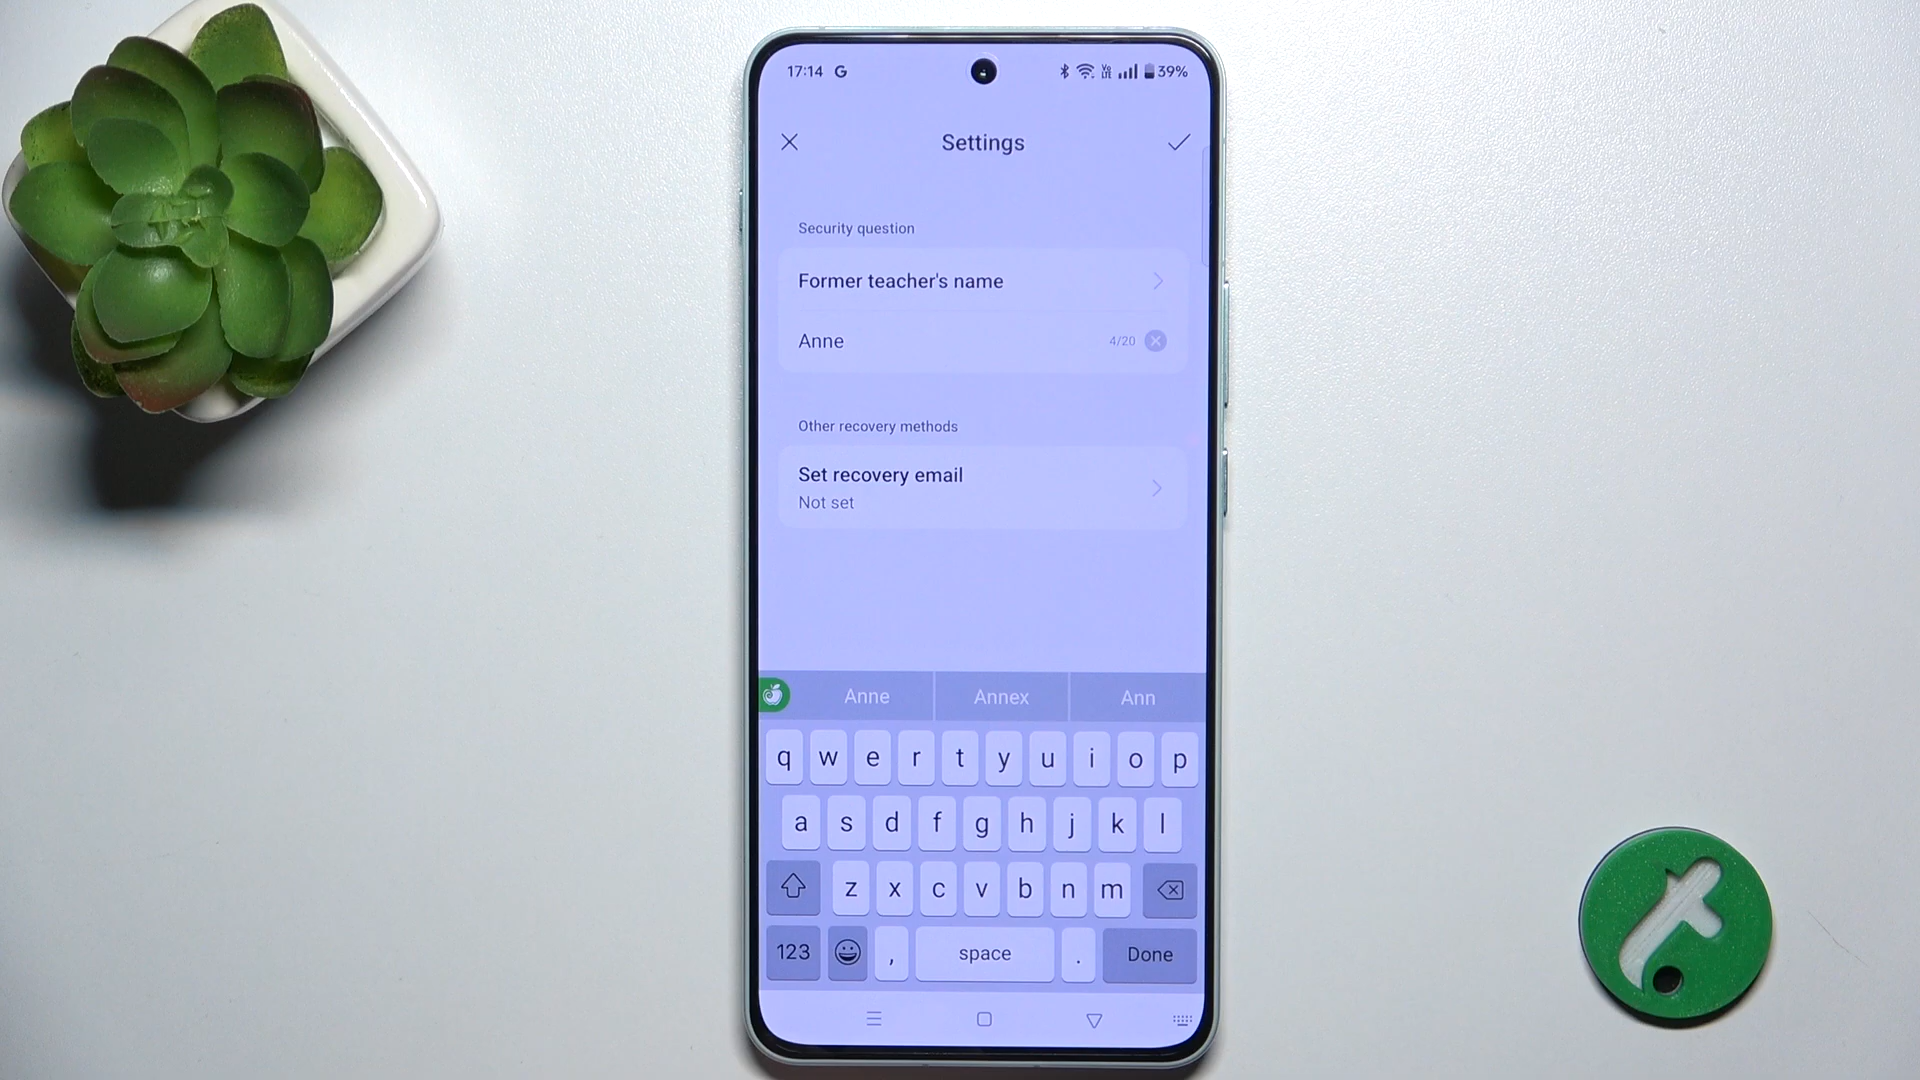 17:14 G VoLTE 39%
Settings
Security question
Former teacher's name
Anne 4/20
Other recovery methods
Set recovery email
Not set
Anne Annex Ann
q w e r t y u i o p
a s d f g h j k l
z x c v b n m
123 , space . Done